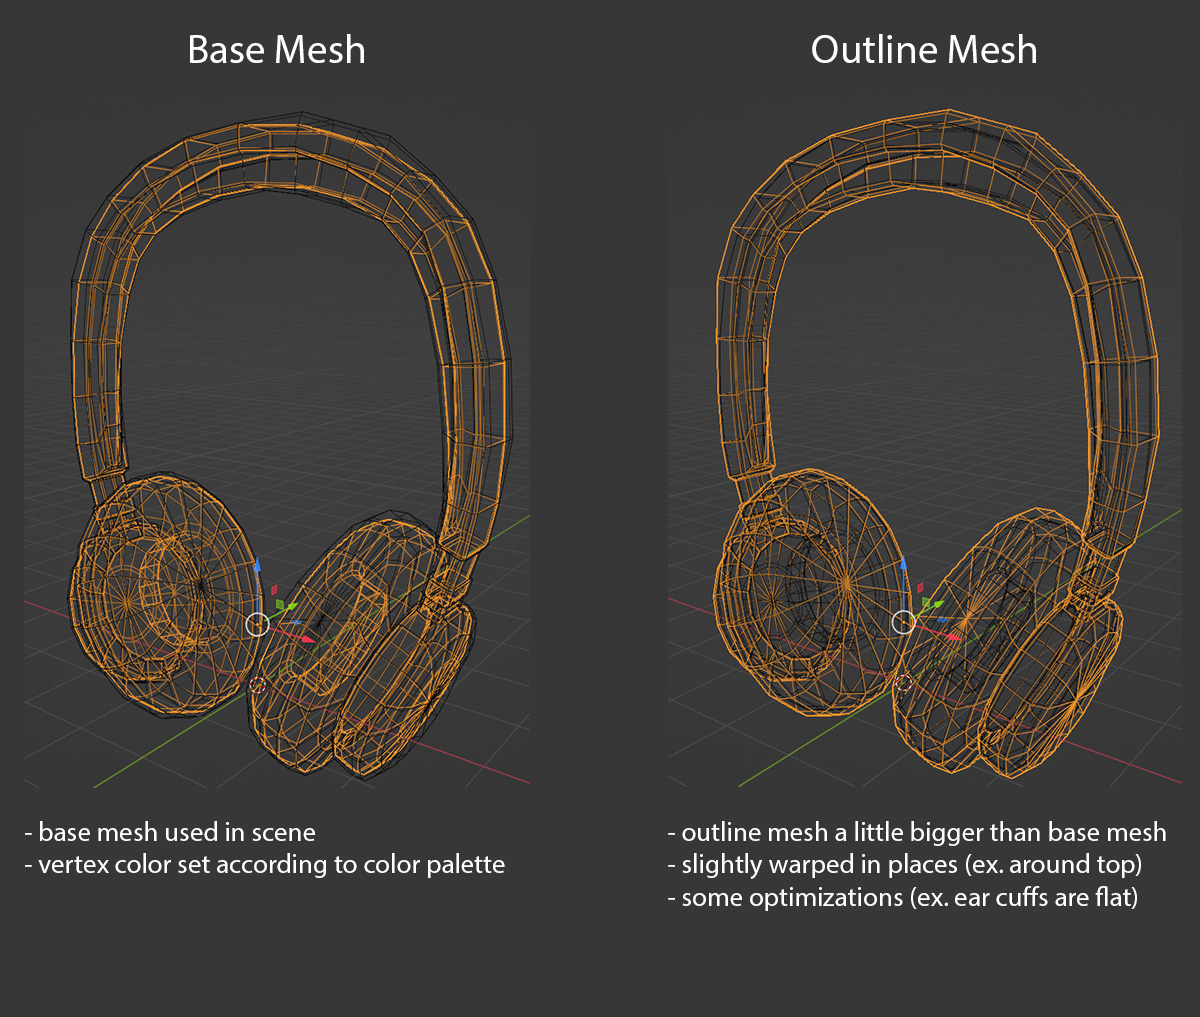 Base Mesh
Outline Mesh
- base mesh used in scene
- vertex color set according to color palette
- outline mesh a little bigger than base mesh
- slightly warped in places (ex. around top)
- some optimizations (ex. ear cuffs are flat)